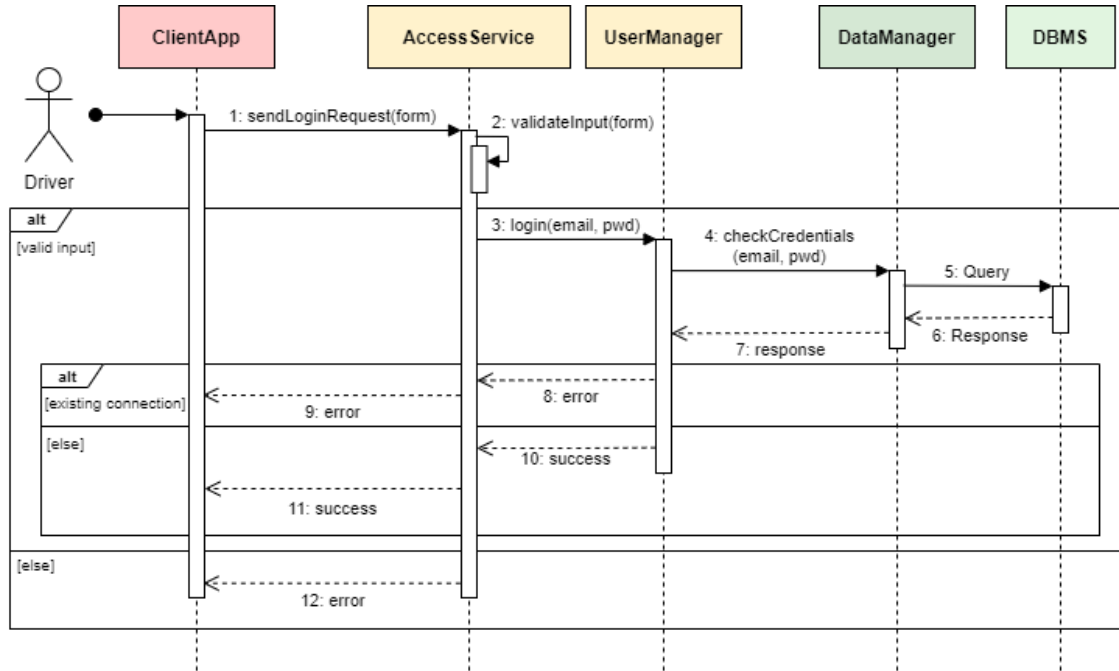 ClientApp
AccessService
UserManager
DataManager
DBMS
Driver
1: sendLoginRequest(form)
2: validateInput(form)
alt
[valid input]
3: login(email, pwd)
4: checkCredentials
(email, pwd)
5: Query
6: Response
7: response
alt
[existing connection]
8: error
9: error
[else]
10: success
11: success
[else]
12: error